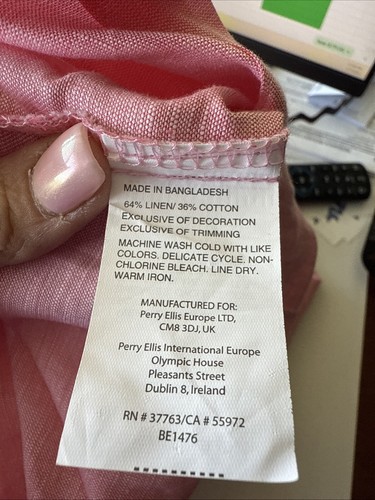 MADE IN BANGLADESH
64% LINEN/ 36% COTTON
EXCLUSIVE OF DECORATION
EXCLUSIVE OF TRIMMING
MACHINE WASH COLD WITH LIKE
COLORS. DELICATE CYCLE. NON-
CHLORINE BLEACH. LINE DRY.
WARM IRON.
MANUFACTURED FOR:
Perry Ellis Europe LTD,
CM8 3DJ, UK
Perry Ellis International Europe
Olympic House
Pleasants Street
Dublin 8, Ireland
RN # 37763/CA # 55972
BE1476